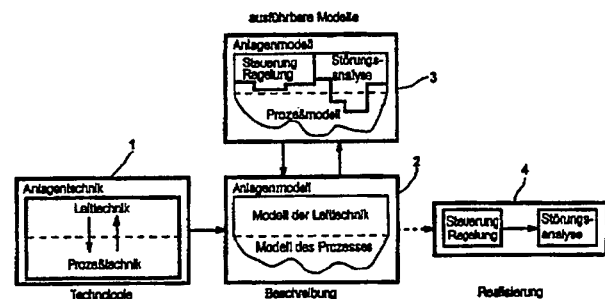 ausführbare Modelle
Anlagenmodell
Steuerung
Regelung
Störungs-
analyse
Prozeßmodell
3
1
Anlagentechnik
Leittechnik
Prozeßtechnik
Technologie
2
Anlagenmodell
Modell der Leittechnik
Modell des Prozesses
Beschreibung
4
Steuerung
Regelung
Störungs-
analyse
Realisierung